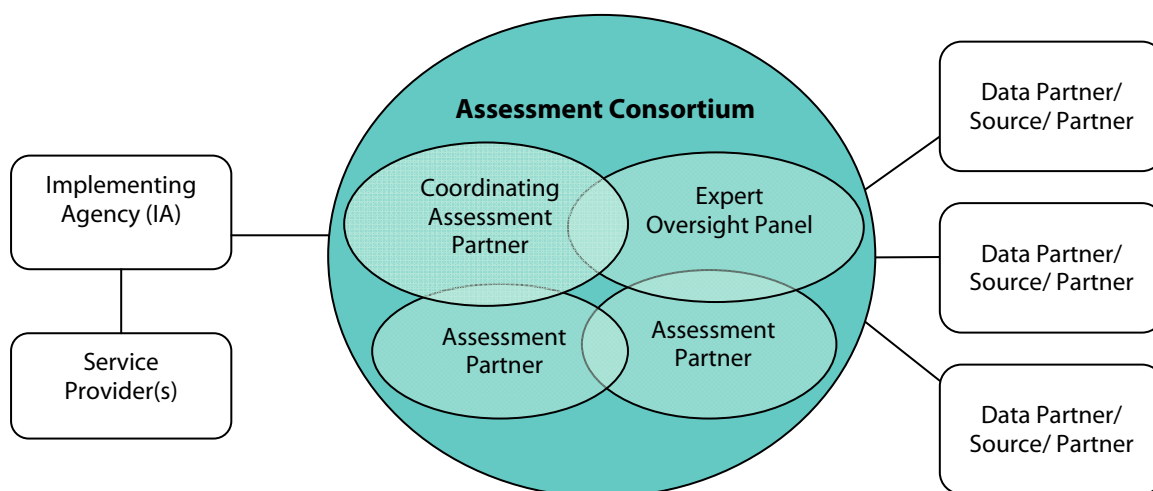 Assessment Consortium
Implementing
Agency (IA)
Service
Provider(s)
Coordinating
Assessment
Partner
Expert
Oversight Panel
Assessment
Partner
Assessment
Partner
Data Partner/
Source/ Partner
Data Partner/
Source/ Partner
Data Partner/
Source/ Partner